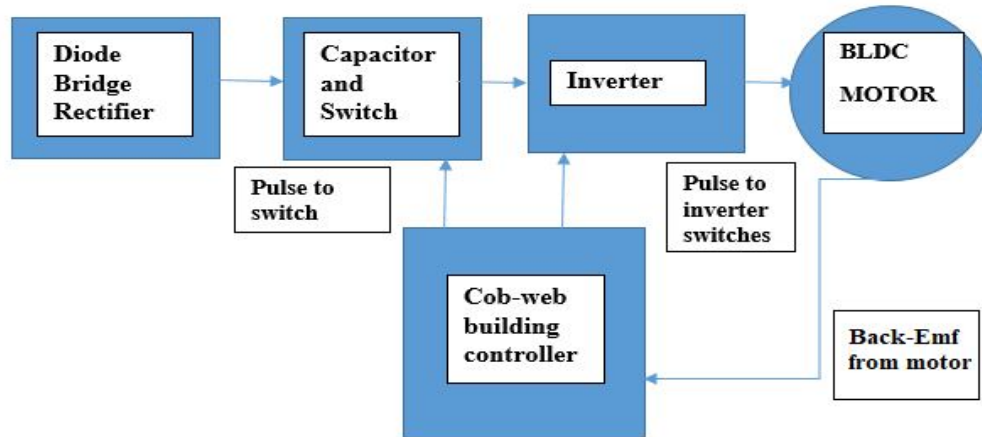 Diode
Bridge
Rectifier
Capacitor
and
Switch
Inverter
BLDC
MOTOR
Pulse to
switch
Pulse to
inverter
switches
Cob-web
building
controller
Back-Emf
from motor